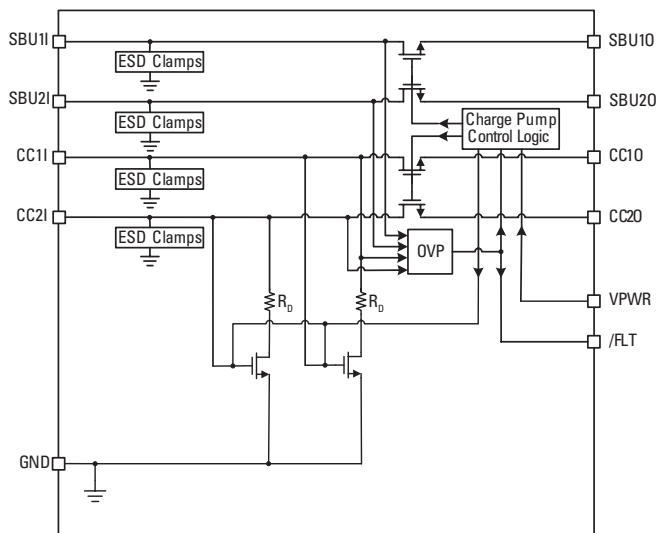 SBU1I
SBU1O
ESD Clamps
SBU2I
SBU2O
ESD Clamps
Charge Pump
Control Logic
CC1I
CC1O
ESD Clamps
CC2I
CC2O
ESD Clamps
OVP
RD
RD
VPWR
/FLT
GND